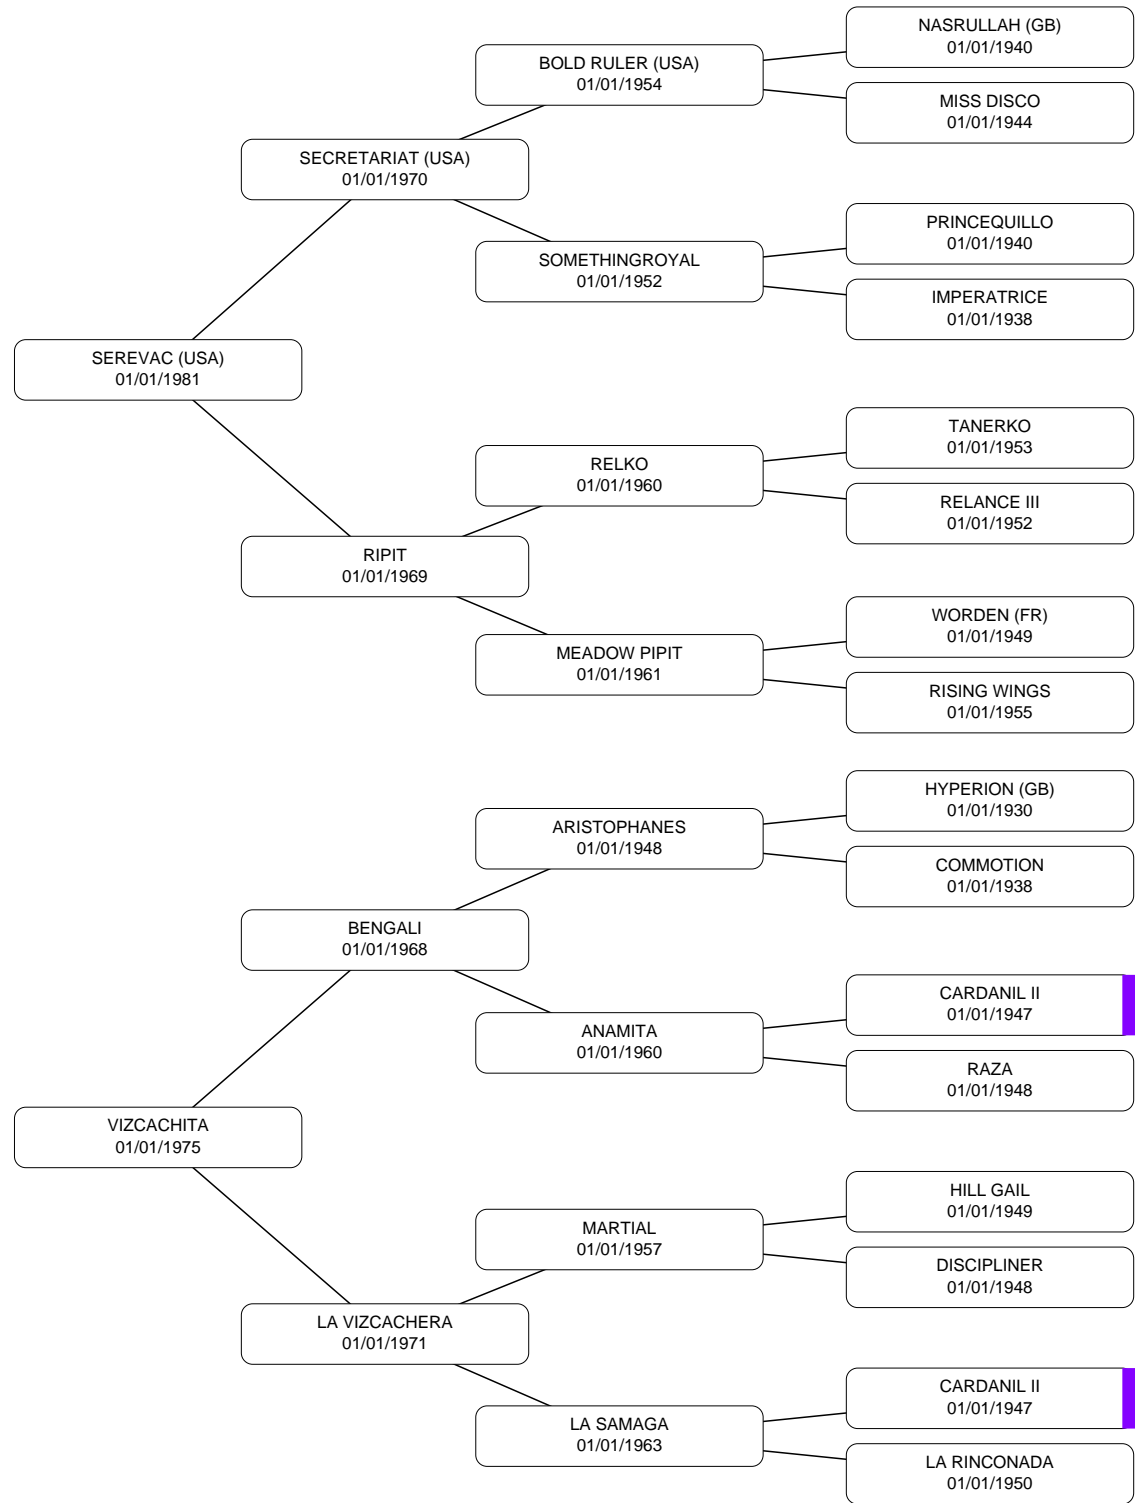 NASRULLAH (GB)
01/01/1940
BOLD RULER (USA)
01/01/1954
MISS DISCO
01/01/1944
SECRETARIAT (USA)
01/01/1970
PRINCEQUILLO
01/01/1940
SOMETHINGROYAL
01/01/1952
IMPERATRICE
01/01/1938
SEREVAC (USA)
01/01/1981
TANERKO
01/01/1953
RELKO
01/01/1960
RELANCE III
01/01/1952
RIPIT
01/01/1969
WORDEN (FR)
01/01/1949
MEADOW PIPIT
01/01/1961
RISING WINGS
01/01/1955
HYPERION (GB)
01/01/1930
ARISTOPHANES
01/01/1948
COMMOTION
01/01/1938
BENGALI
01/01/1968
CARDANIL II
01/01/1947
ANAMITA
01/01/1960
RAZA
01/01/1948
VIZCACHITA
01/01/1975
HILL GAIL
01/01/1949
MARTIAL
01/01/1957
DISCIPLINER
01/01/1948
LA VIZCACHERA
01/01/1971
CARDANIL II
01/01/1947
LA SAMAGA
01/01/1963
LA RINCONADA
01/01/1950